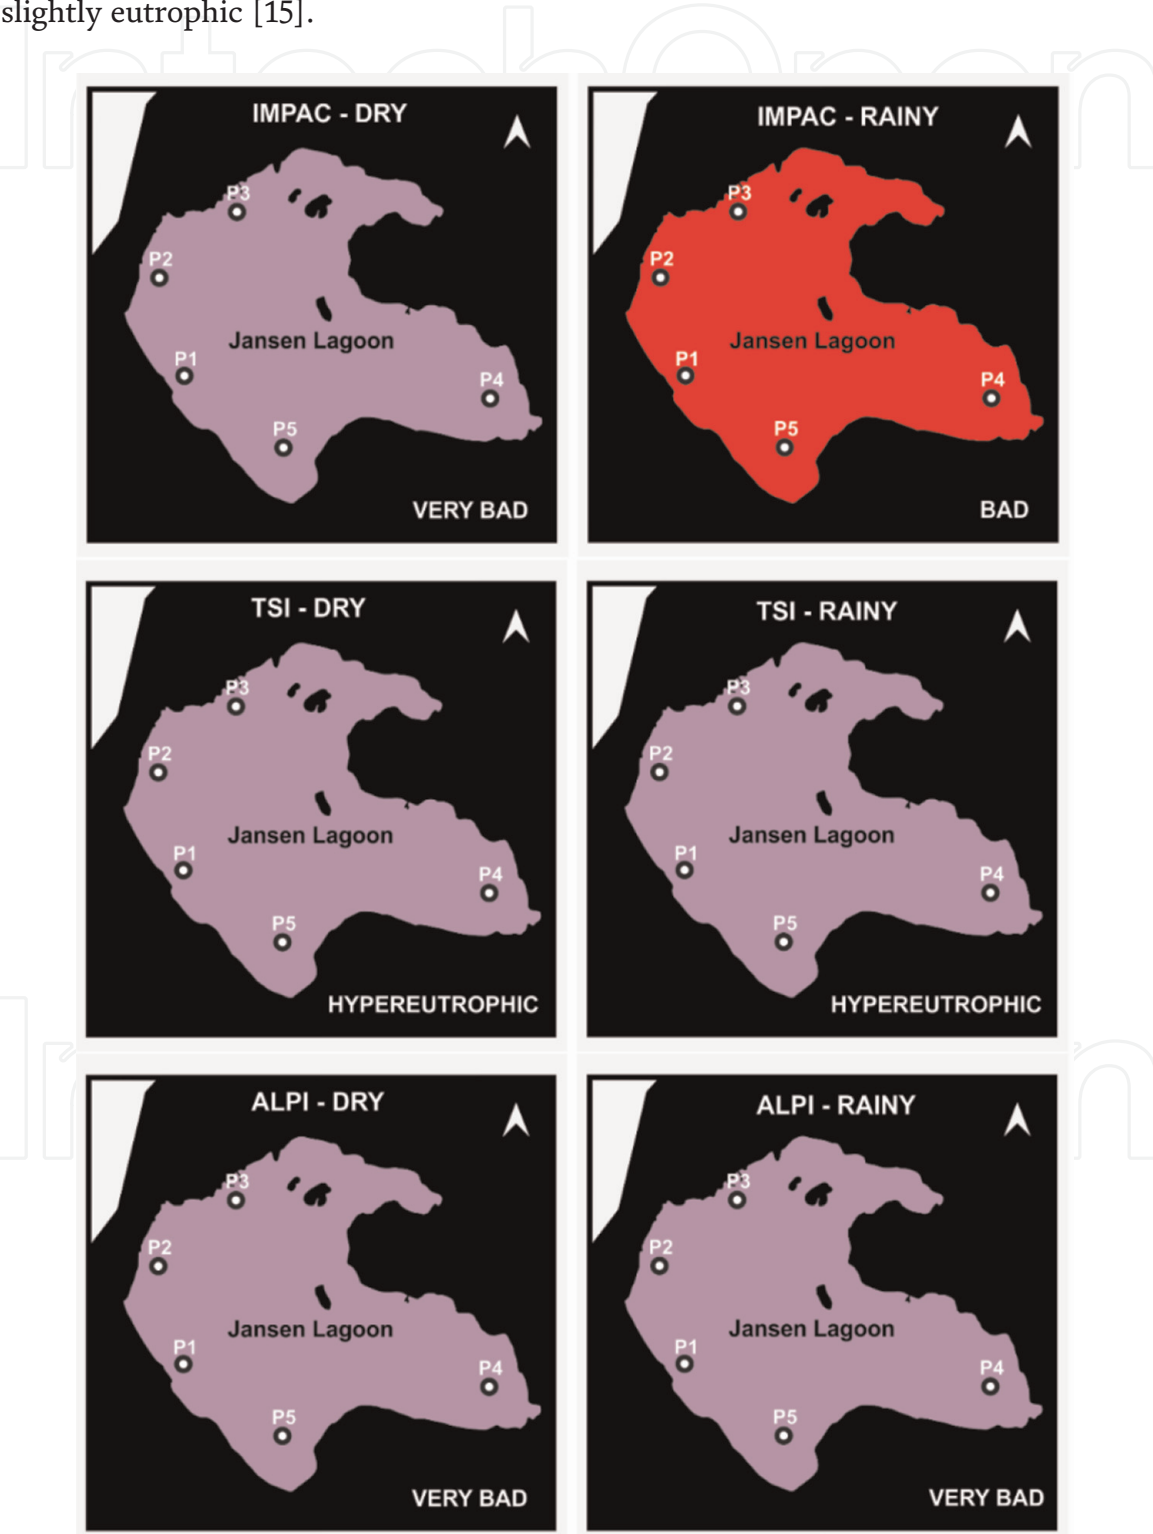 slightly eutrophic [15].
IMPAC - DRY
P3
P2
Jansen Lagoon
P1
P4
P5
VERY BAD
IMPAC - RAINY
P3
P2
Jansen Lagoon
P1
P4
P5
BAD
TSI - DRY
P3
P2
Jansen Lagoon
P1
P4
P5
HYPEREUTROPHIC
TSI - RAINY
P3
P2
Jansen Lagoon
P1
P4
P5
HYPEREUTROPHIC
ALPI - DRY
P3
P2
Jansen Lagoon
P1
P4
P5
VERY BAD
ALPI - RAINY
P3
P2
Jansen Lagoon
P1
P4
P5
VERY BAD